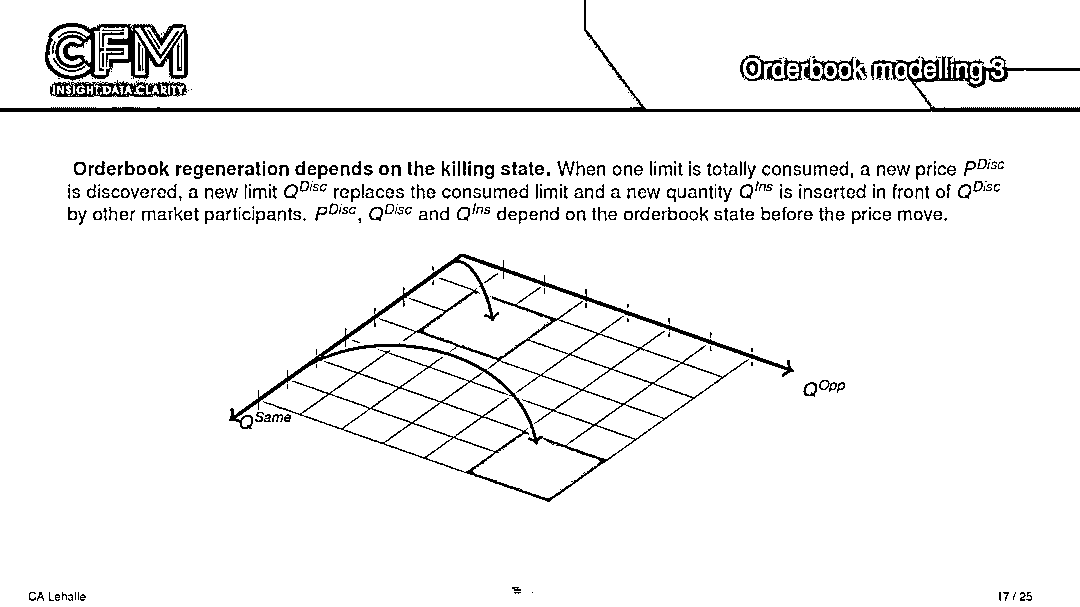 CFM
INSIGHT.DATA.CLARITY
Orderbook modelling 3
Orderbook regeneration depends on the killing state. When one limit is totally consumed, a new price P^Disc
is discovered, a new limit Q^Disc replaces the consumed limit and a new quantity Q^Ins is inserted in front of Q^Disc
by other market participants. P^Disc, Q^Disc and Q^Ins depend on the orderbook state before the price move.
Q^Opp
Q^Same
CA Lehalle
17 / 25